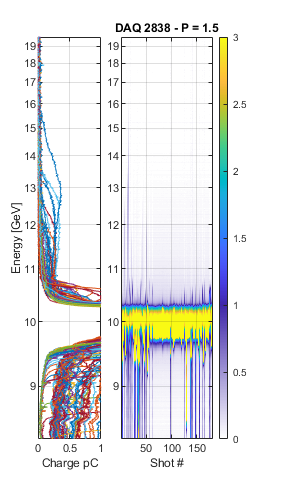 DAQ 2838 - P = 1.5
19 19 3
18 18
17 17
16 16 2.5
15 15
14 14 2
13 13
12 12 1.5
11 11
10 10 1
9 9 0.5
0
0 0.5 1 50 100 150
Energy [GeV]
Charge pC Shot #